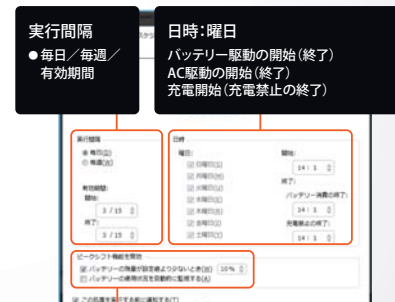 実行間隔
●毎日／毎週／
有効期間
日時：曜日
バッテリー駆動の開始（終了）
AC駆動の開始（終了）
充電開始（充電禁止の終了）
実行間隔
毎日(D)
毎週(W)
有効期間:
開始:
3 / 15
終了:
3 / 15
日時
曜日:
日曜日(S)
月曜日(M)
火曜日(U)
水曜日
木曜日
金曜日
土曜日(T)
開始:
14 : 1
終了:
バッテリー消費の終了:
14 : 1
充電禁止の終了:
14 : 1
ピークシフト機能を無効
バッテリーの残量が設定値より少ないとき 10%
バッテリーの使用状況を自動的に監視する(A)
この処理を実行する前に通知する(T)